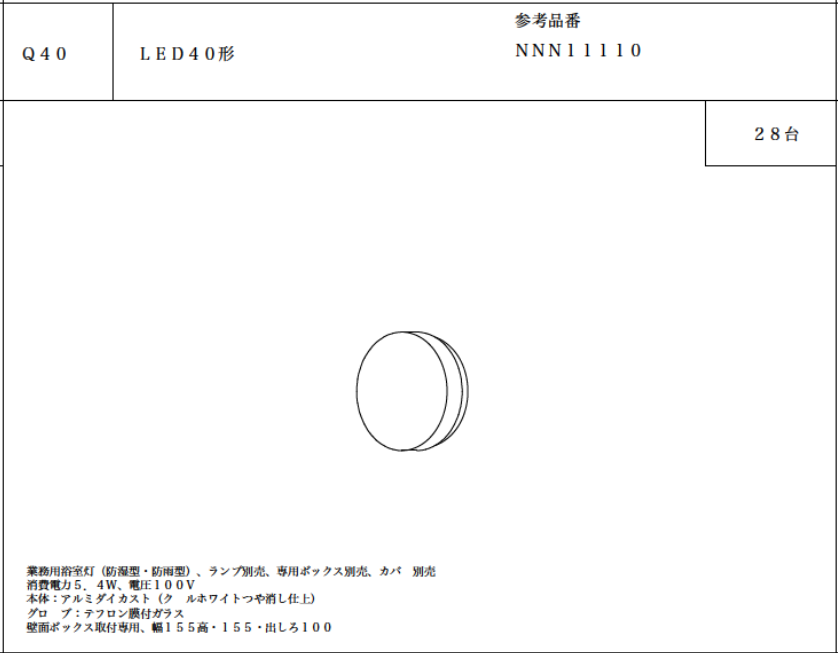 Q40
LED40形
参考品番
NNN11110
28台
業務用浴室灯(防湿型・防雨型)、ランプ別売、専用ボックス別売、カバ　別売
消費電力5．4W、電圧100V
本体：アルミダイカスト(ク　ルホワイトつや消し仕上)
グロ　ブ：テフロン膜付ガラス
壁面ボックス取付専用、幅155高・155・出しろ100